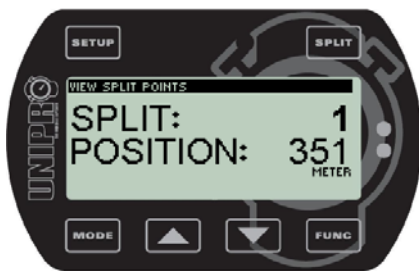 SETUP
SPLIT
VIEW SPLIT POINTS
SPLIT: 1
POSITION: 351
METER
UNIPRO
MODE
FUNC